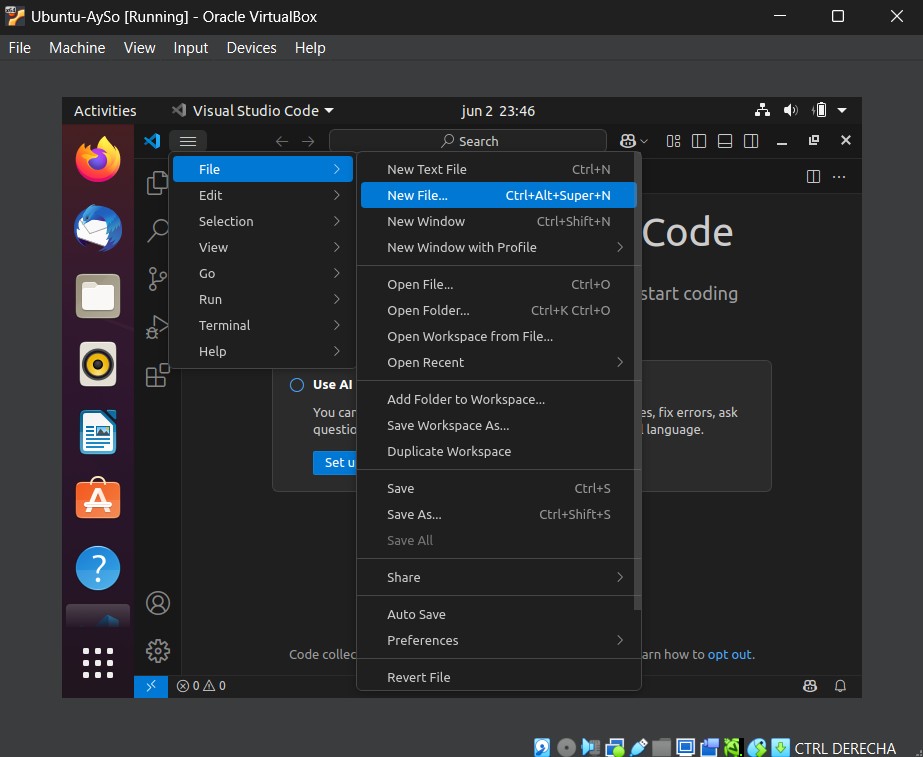 Ubuntu-AySo [Running] - Oracle VirtualBox
File Machine View Input Devices Help
Activities Visual Studio Code jun 2 23:46
Search
File
Edit
Selection
View
Go
Run
Terminal
Help
New Text File Ctrl+N
New File... Ctrl+Alt+Super+N
New Window Ctrl+Shift+N
New Window with Profile
Open File... Ctrl+O
Open Folder... Ctrl+K Ctrl+O
Open Workspace from File...
Open Recent
Add Folder to Workspace...
Save Workspace As...
Duplicate Workspace
Save Ctrl+S
Save As... Ctrl+Shift+S
Save All
Share
Auto Save
Preferences
Revert File
Code
start coding
Use AI
You can
es, fix errors, ask
questio
language.
Set u
Code collec
arn how to opt out.
0 0
CTRL DERECHA